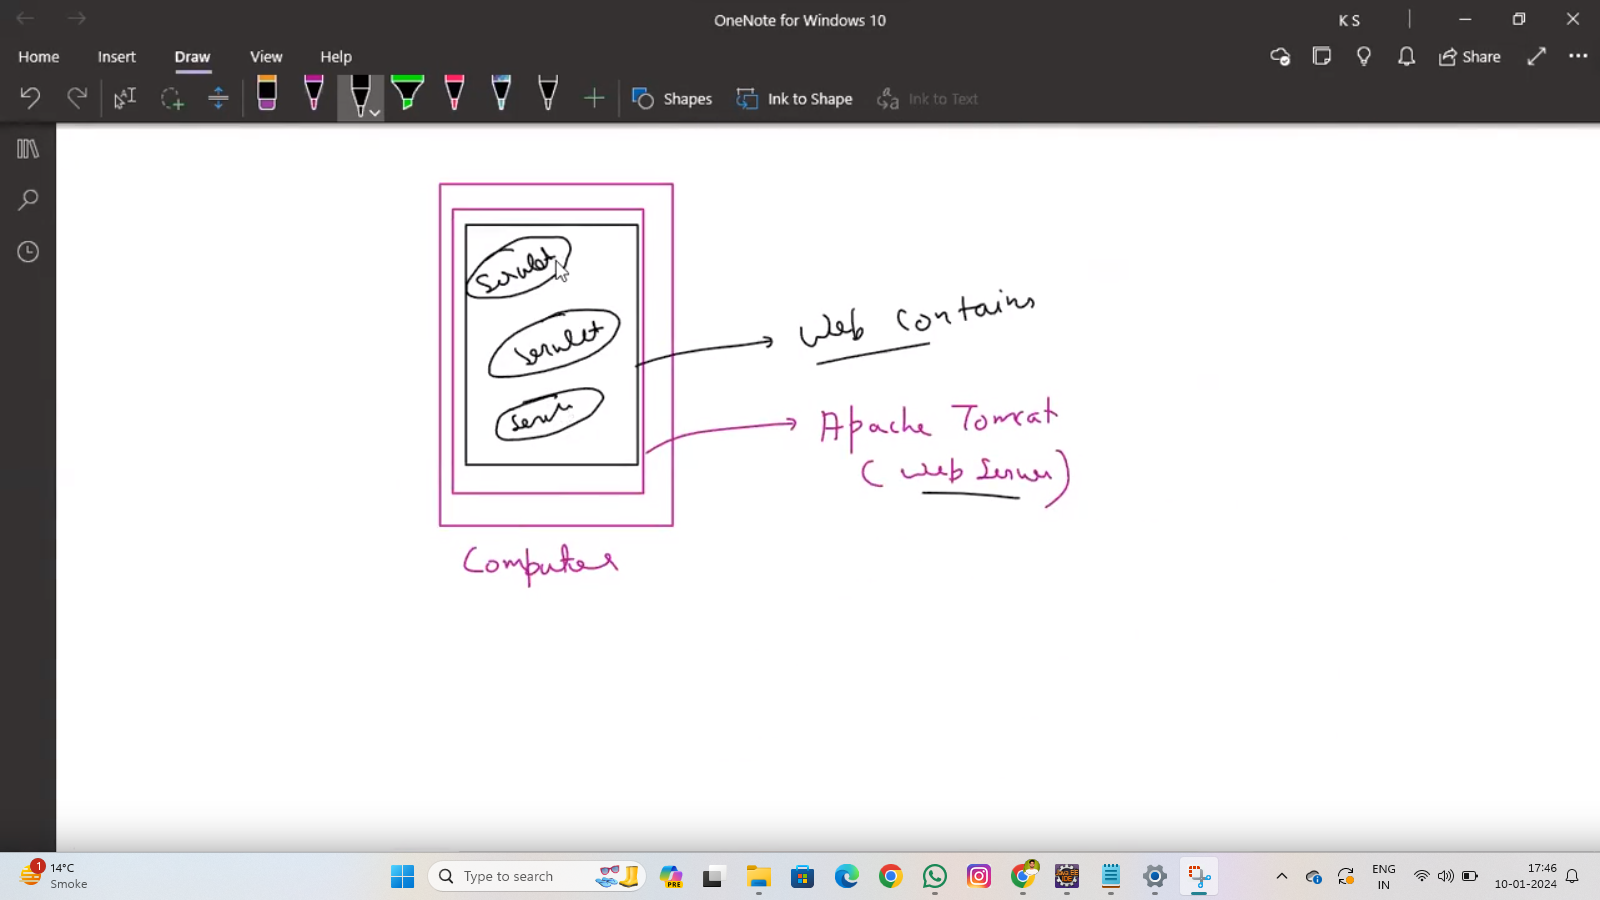 OneNote for Windows 10
K S
Home Insert Draw View Help
Share
Shapes Ink to Shape Ink to Text
Servlet
Servlet
Web Contains
Apache Tomcat
(Web Server)
Computer
1
14°C
Smoke
Type to search
PRE
ENG
IN
17:46
10-01-2024